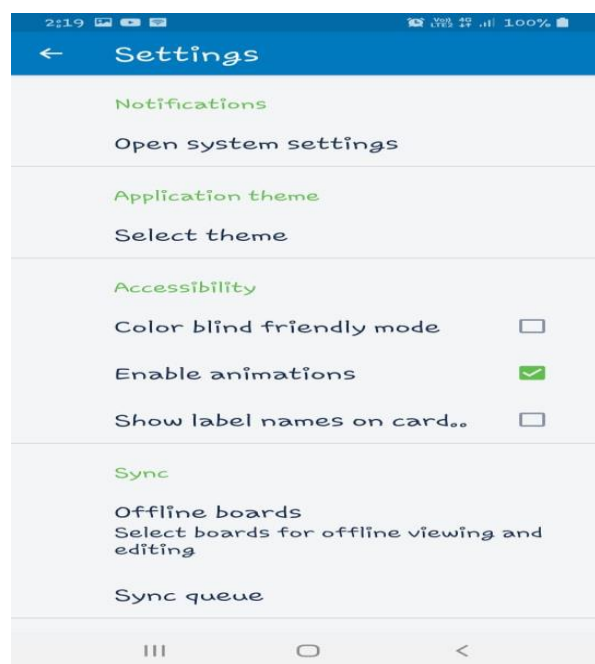 2:19 100%
Settings
Notifications
Open system settings
Application theme
Select theme
Accessibility
Color blind friendly mode
Enable animations
Show label names on card..
Sync
Offline boards
Select boards for offline viewing and
editing
Sync queue